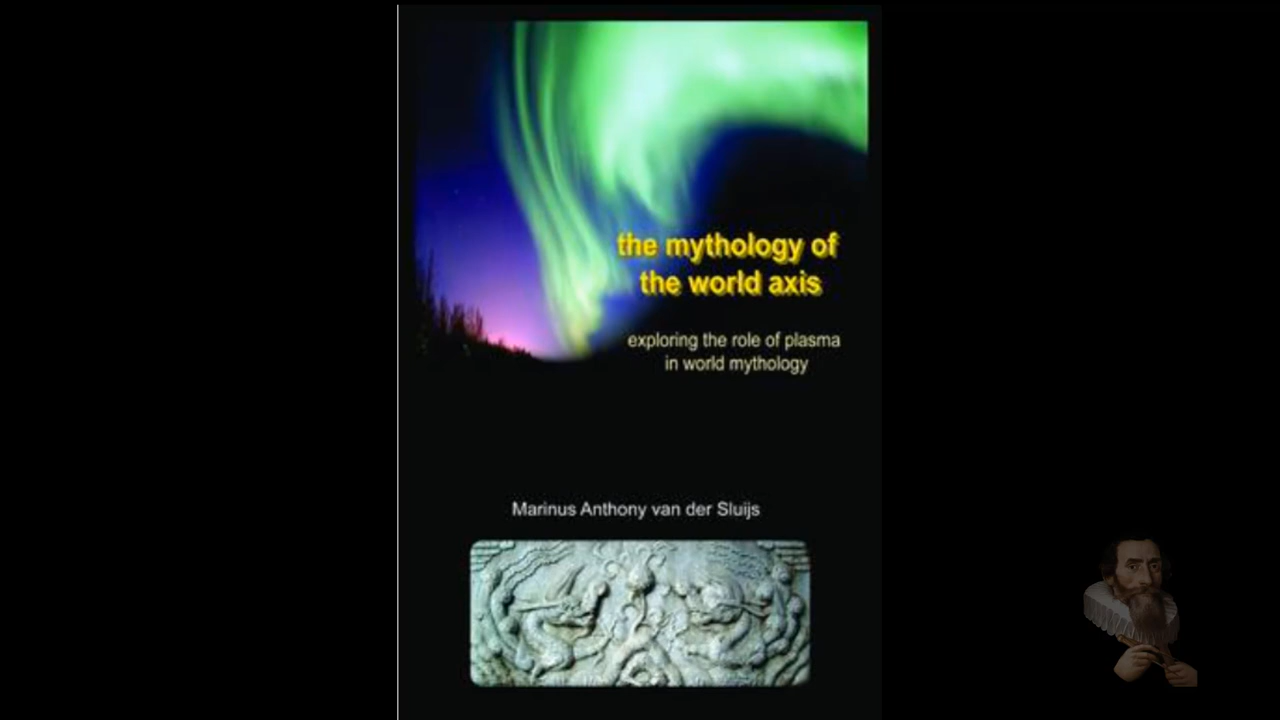 the mythology of
the world axis
exploring the role of plasma
in world mythology
Marinus Anthony van der Sluijs